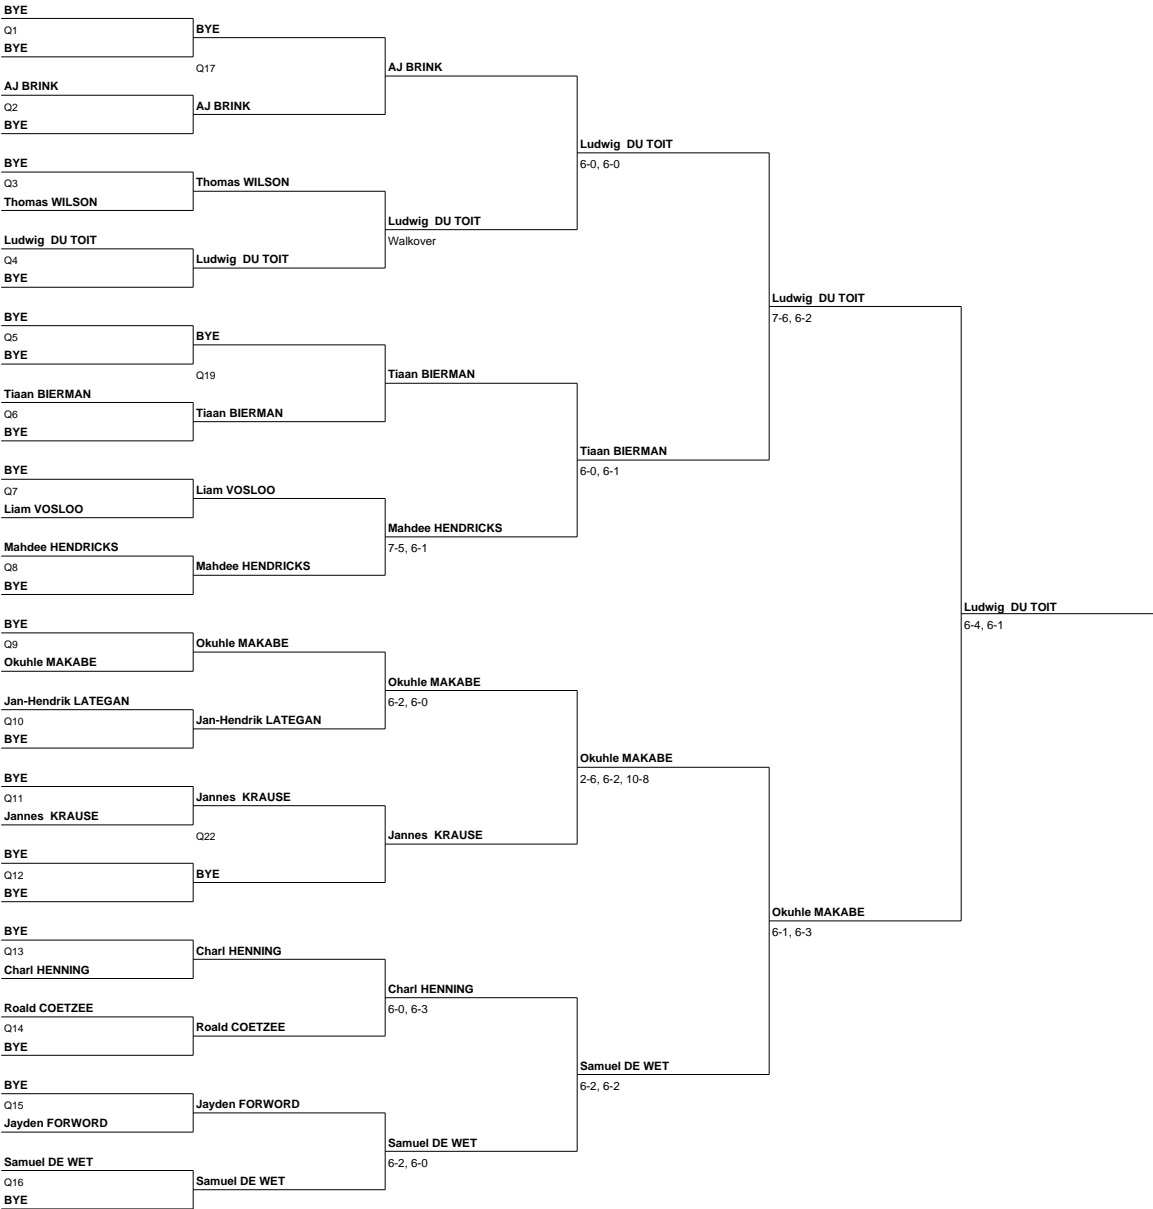 BYE
Q1
BYE
BYE
Q17
AJ BRINK
AJ BRINK
Q2
AJ BRINK
BYE
Ludwig  DU TOIT
6-0, 6-0
BYE
Q3
Thomas WILSON
Thomas WILSON
Ludwig  DU TOIT
Walkover
Ludwig  DU TOIT
Q4
Ludwig  DU TOIT
BYE
Ludwig  DU TOIT
7-6, 6-2
BYE
Q5
BYE
BYE
Q19
Tiaan BIERMAN
Tiaan BIERMAN
Q6
Tiaan BIERMAN
BYE
Tiaan BIERMAN
6-0, 6-1
BYE
Q7
Liam VOSLOO
Liam VOSLOO
Mahdee HENDRICKS
7-5, 6-1
Mahdee HENDRICKS
Q8
Mahdee HENDRICKS
BYE
Ludwig  DU TOIT
6-4, 6-1
BYE
Q9
Okuhle MAKABE
Okuhle MAKABE
Okuhle MAKABE
6-2, 6-0
Jan-Hendrik LATEGAN
Q10
Jan-Hendrik LATEGAN
BYE
Okuhle MAKABE
2-6, 6-2, 10-8
BYE
Q11
Jannes  KRAUSE
Jannes  KRAUSE
Q22
Jannes  KRAUSE
BYE
Q12
BYE
BYE
Okuhle MAKABE
6-1, 6-3
BYE
Q13
Charl HENNING
Charl HENNING
Charl HENNING
6-0, 6-3
Roald COETZEE
Q14
Roald COETZEE
BYE
Samuel DE WET
6-2, 6-2
BYE
Q15
Jayden FORWORD
Jayden FORWORD
Samuel DE WET
6-2, 6-0
Samuel DE WET
Q16
Samuel DE WET
BYE